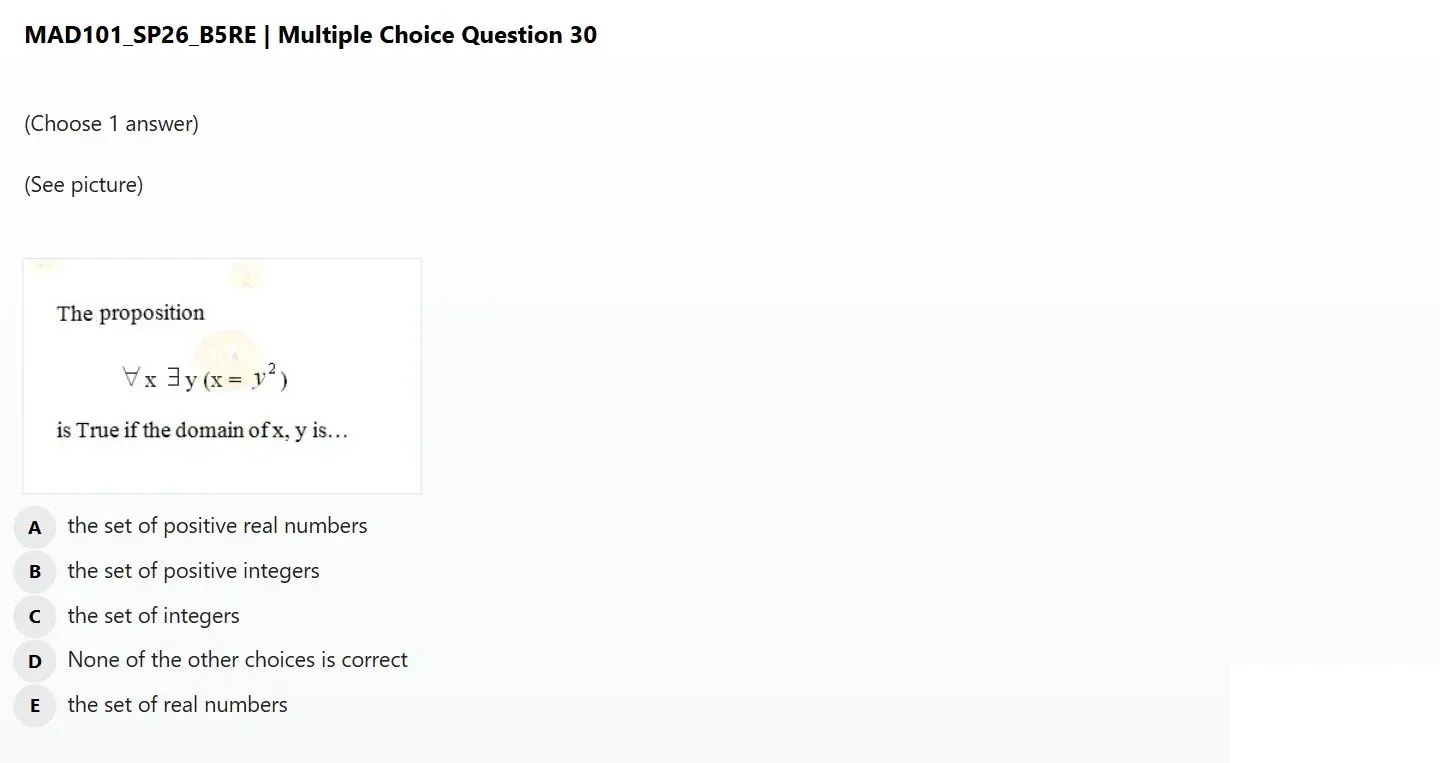 MAD101_SP26_B5RE | Multiple Choice Question 30
(Choose 1 answer)
(See picture)
The proposition
∀x ∃y (x = y²)
is True if the domain of x, y is...
A the set of positive real numbers
B the set of positive integers
C the set of integers
D None of the other choices is correct
E the set of real numbers